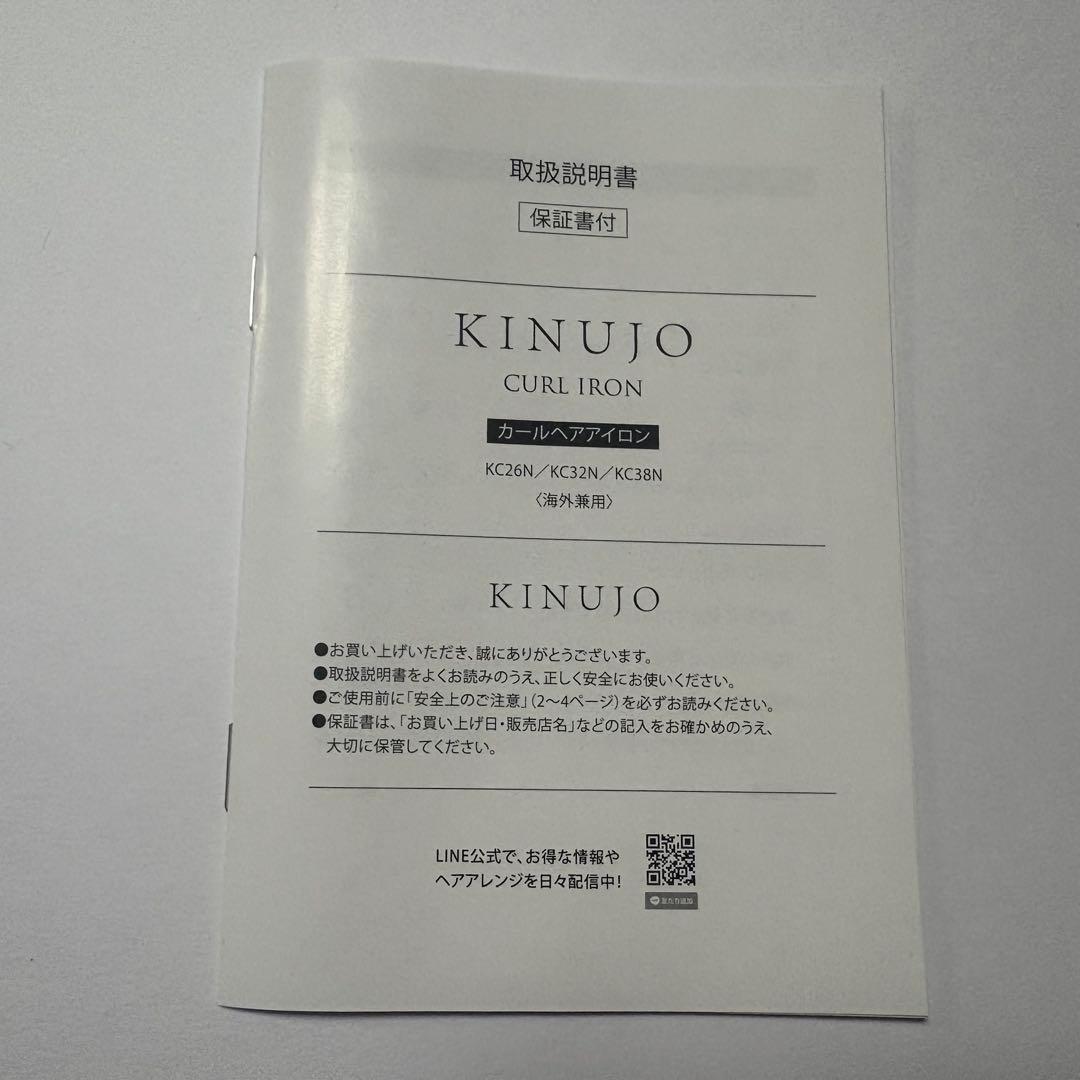 取扱説明書
保証書付
KINUJO
CURL IRON
カールヘアアイロン
KC26N／KC32N／KC38N
〈海外兼用〉
KINUJO
●お買い上げいただき、誠にありがとうございます。
●取扱説明書をよくお読みのうえ、正しく安全にお使いください。
●ご使用前に「安全上のご注意」（2〜4ページ）を必ずお読みください。
●保証書は、「お買い上げ日・販売店名」などの記入をお確かめのうえ、
大切に保管してください。
LINE公式で、お得な情報や
ヘアアレンジを日々配信中！
友だち追加